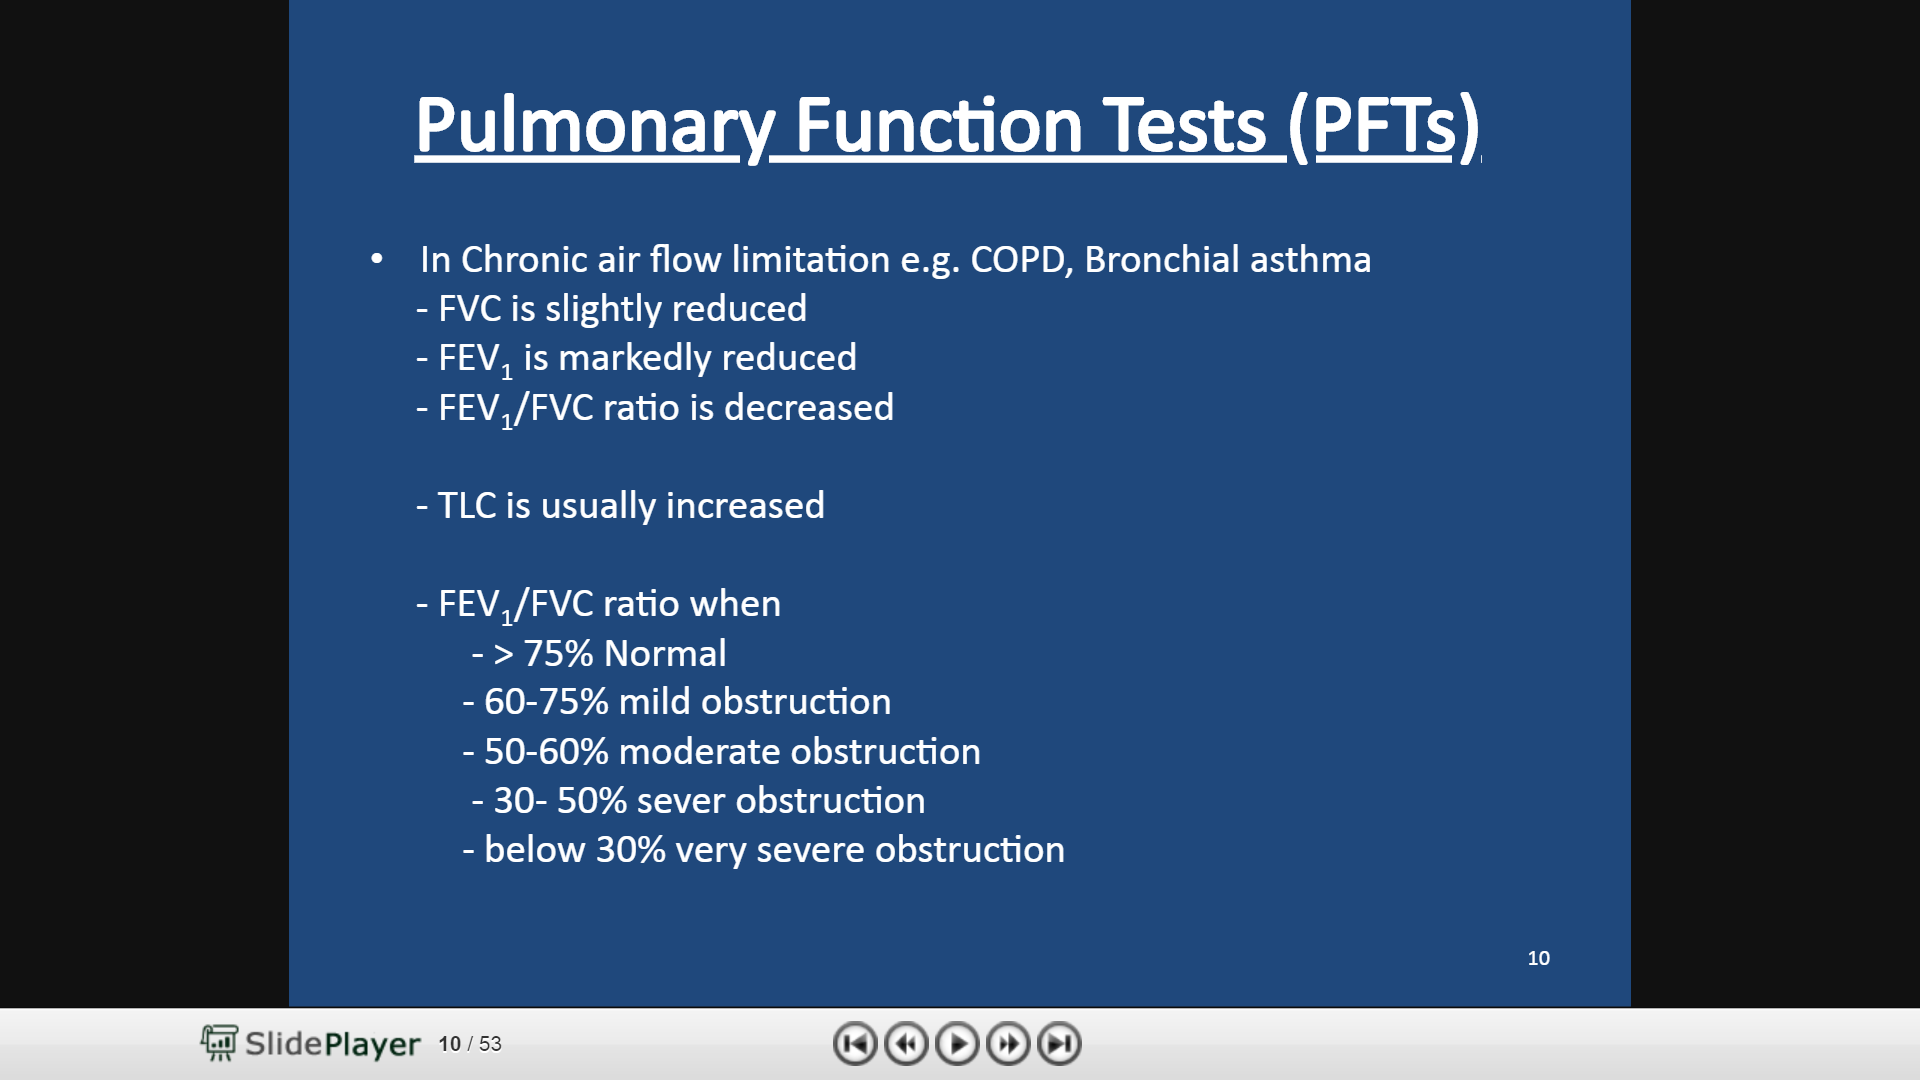 Pulmonary Function Tests (PFTs)
• In Chronic air flow limitation e.g. COPD, Bronchial asthma
- FVC is slightly reduced
- FEV1 is markedly reduced
- FEV1/FVC ratio is decreased
- TLC is usually increased
- FEV1/FVC ratio when
- > 75% Normal
- 60-75% mild obstruction
- 50-60% moderate obstruction
- 30- 50% sever obstruction
- below 30% very severe obstruction
10
SlidePlayer 10 / 53